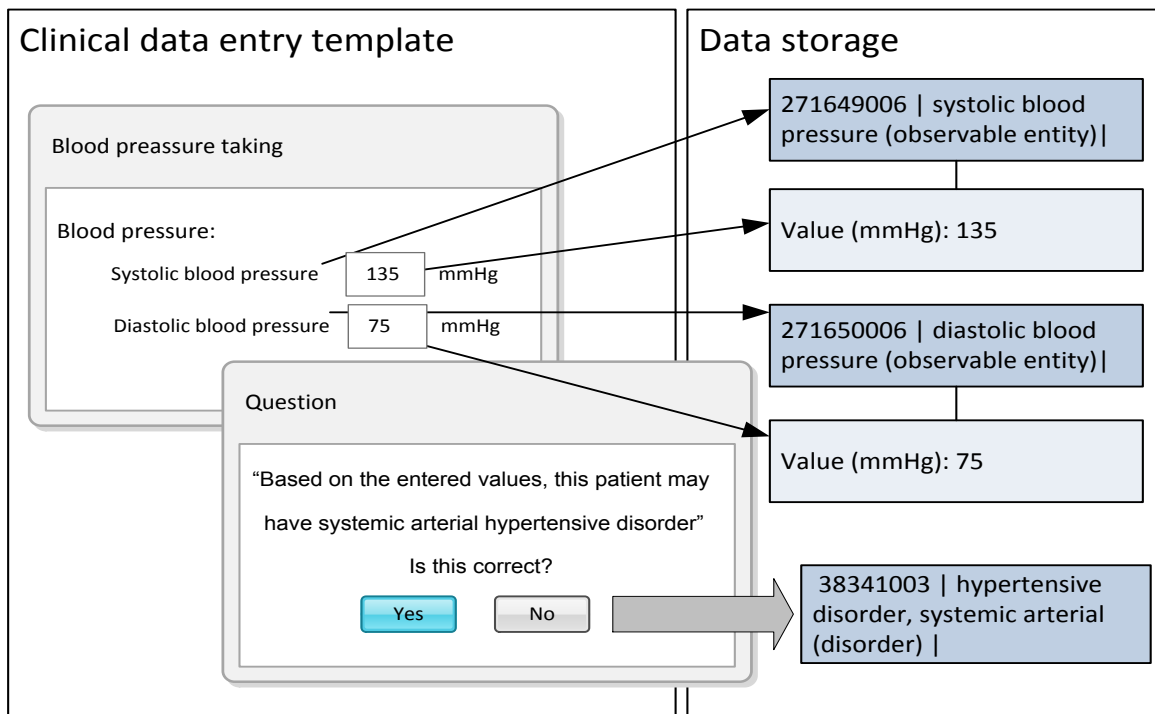 Clinical data entry template
Blood preassure taking
Blood pressure:
Systolic blood pressure 135 mmHg
Diastolic blood pressure 75 mmHg
Question
“Based on the entered values, this patient may
have systemic arterial hypertensive disorder”
Is this correct?
Yes No
Data storage
271649006 | systolic blood
pressure (observable entity)|
Value (mmHg): 135
271650006 | diastolic blood
pressure (observable entity)|
Value (mmHg): 75
38341003 | hypertensive
disorder, systemic arterial
(disorder) |